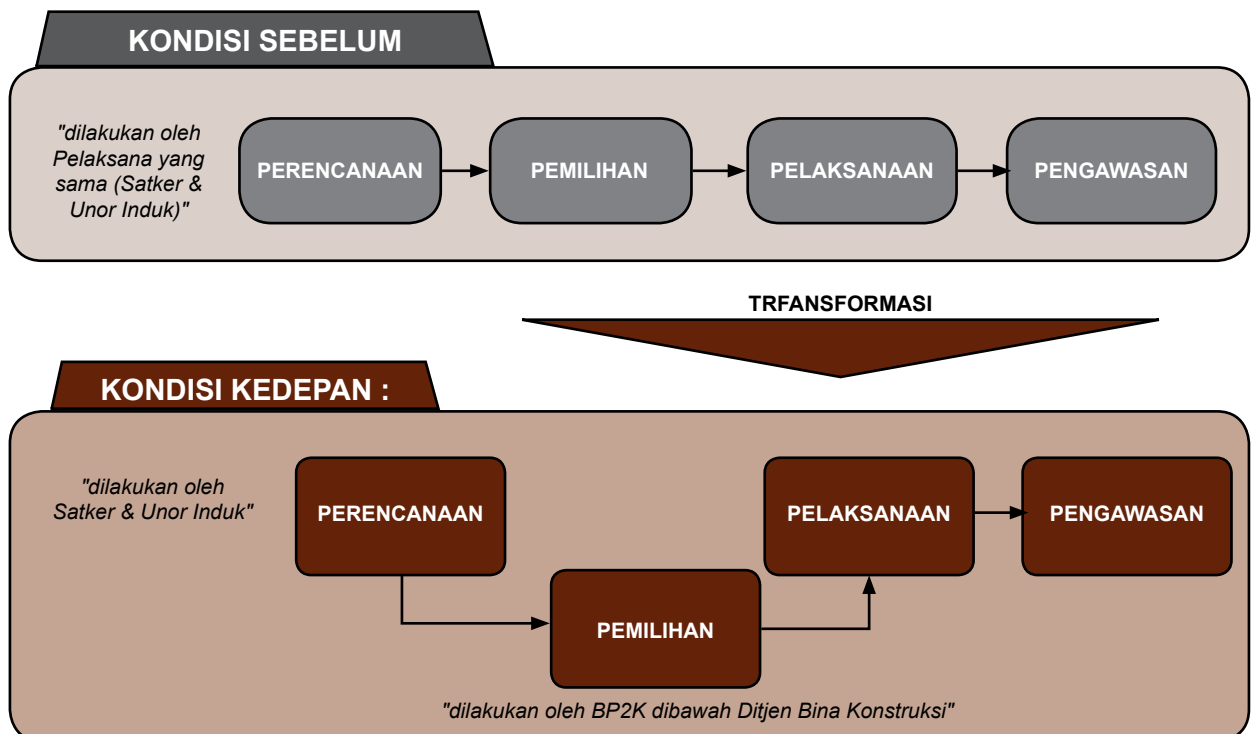 KONDISI SEBELUM
"dilakukan oleh
Pelaksana yang
sama (Satker &
Unor Induk)"
PERENCANAAN
PEMILIHAN
PELAKSANAAN
PENGAWASAN
TRFANSFORMASI
KONDISI KEDEPAN :
"dilakukan oleh
Satker & Unor Induk"
PERENCANAAN
PEMILIHAN
PELAKSANAAN
PENGAWASAN
"dilakukan oleh BP2K dibawah Ditjen Bina Konstruksi"